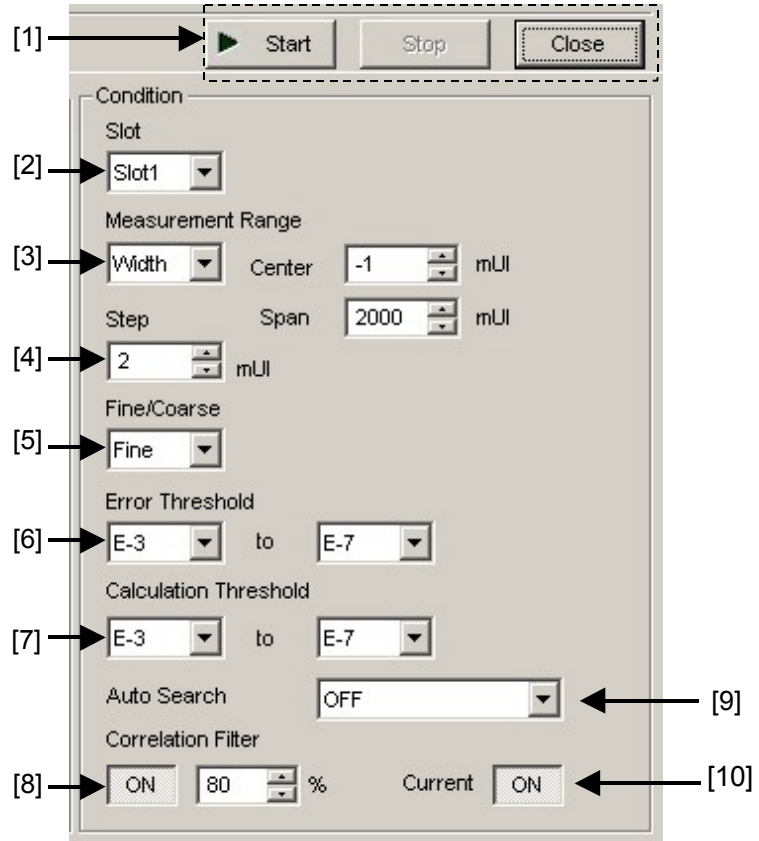 [1] Start Stop Close
Condition
Slot
[2] Slot1
Measurement Range
[3] Width Center -1 mUI
Step Span 2000 mUI
[4] 2 mUI
Fine/Coarse
[5] Fine
Error Threshold
[6] E-3 to E-7
Calculation Threshold
[7] E-3 to E-7
Auto Search OFF [9]
Correlation Filter
[8] ON 80 % Current ON [10]